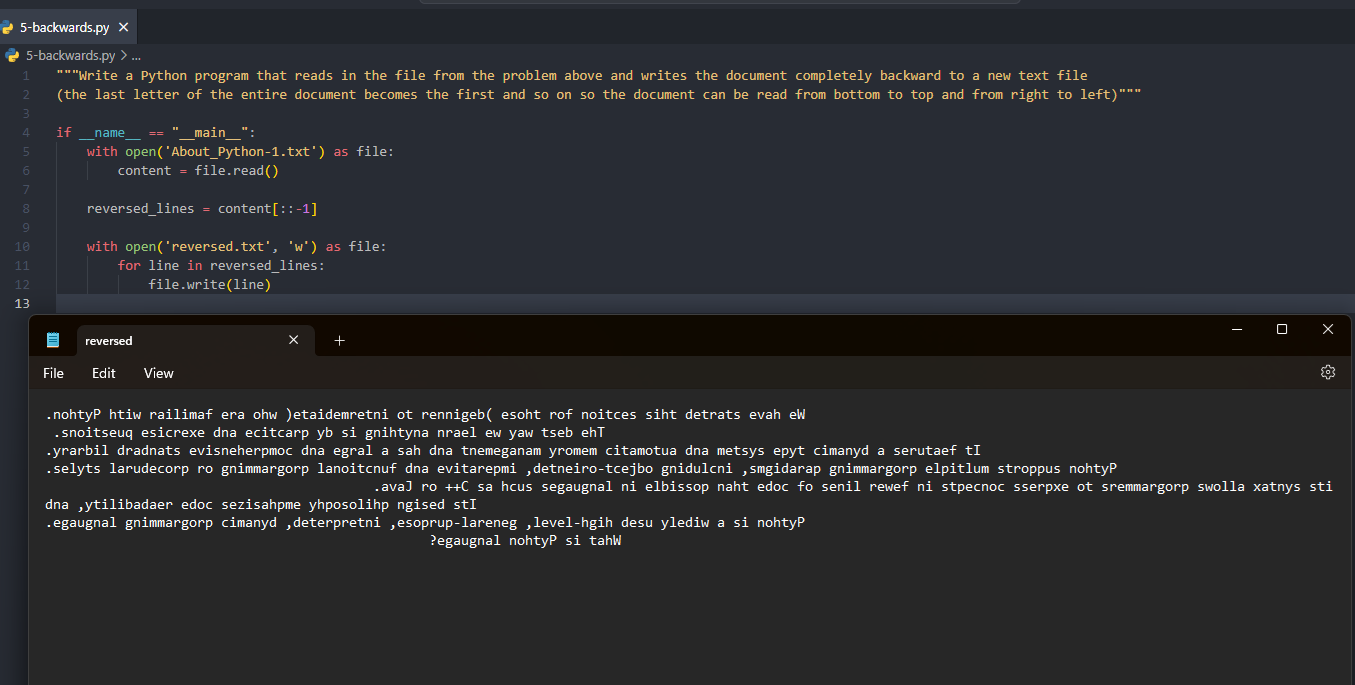 5-backwards.py
5-backwards.py > ...
1 """Write a Python program that reads in the file from the problem above and writes the document completely backward to a new text file
2 (the last letter of the entire document becomes the first and so on so the document can be read from bottom to top and from right to left)"""
3
4 if __name__ == "__main__":
5 with open('About_Python-1.txt') as file:
6 content = file.read()
7
8 reversed_lines = content[::-1]
9
10 with open('reversed.txt', 'w') as file:
11 for line in reversed_lines:
12 file.write(line)
13
reversed
File Edit View
.nohtyP htiw railimaf era ohw )etaidemretni ot rennigeb( esoht rof noitces siht detrats evah eW
.snoitseuq esicrexe dna ecitcarp yb si gnihtyna nrael ew yaw tseb ehT
.yrarbil dradnats evisneherpmoc dna egral a sah dna tnemeganam yromem citamotua dna metsys epyt cimanyd a serutaef tI
.selyts larudecorp ro gnimmargorp lanoitcnuf dna evitarepmi ,detneiro-tcejbo gnidulcni ,smgidarap gnimmargorp elpitlum stroppus nohtyP
.avaJ ro ++C sa hcus segaugnal ni elbissop naht edoc fo senil rewef ni stpecnoc sserpxe ot sremmargorp swolla xatnys sti
dna ,ytilibadaer edoc sezisahpme yhposolihp ngised stI
.egaugnal gnimmargorp cimanyd ,deterpretni ,esoprup-lareneg ,level-hgih desu ylediw a si nohtyP
?egaugnal nohtyP si tahW